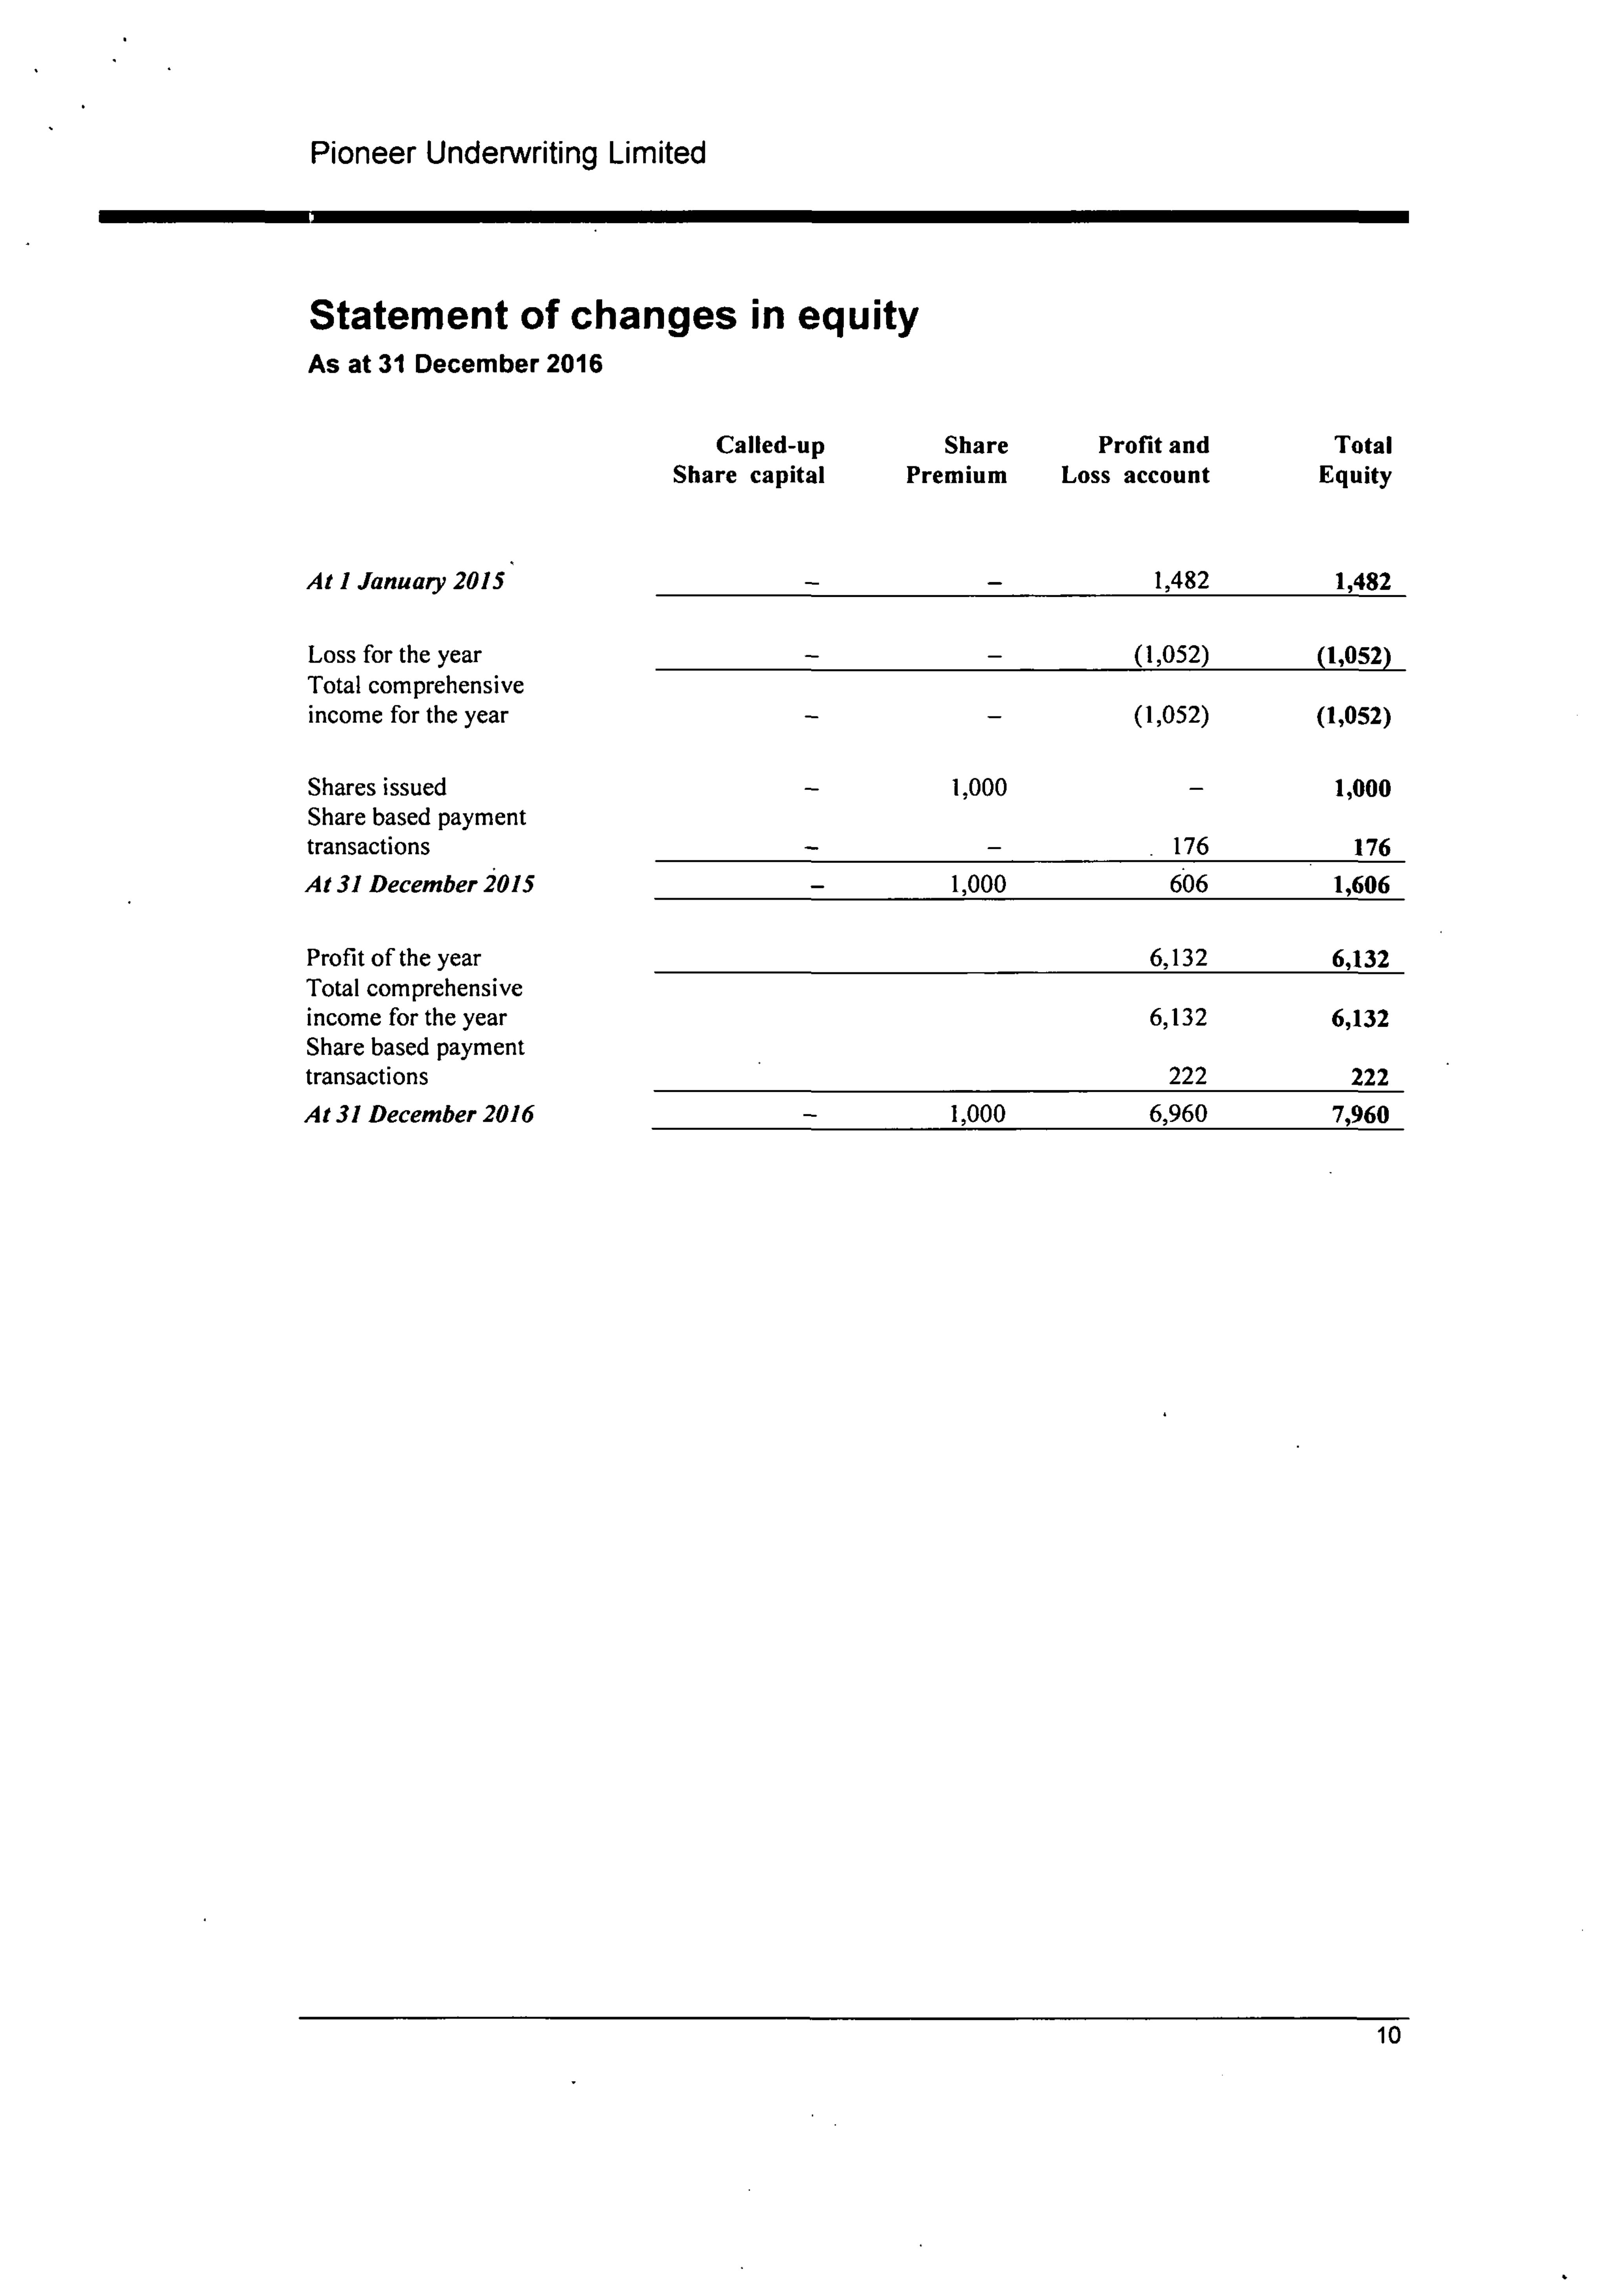 Pioneer Underwriting Limited
Statement of changes in equity
As at 31 December 2016
Called-up Share Profit and Total
Share capital Premium Loss account Equity
At 1 January 2015 – – 1,482 1,482
Loss for the year – – (1,052) (1,052)
Total comprehensive
income for the year – – (1,052) (1,052)
Shares issued – 1,000 – 1,000
Share based payment
transactions – – 176 176
At 31 December 2015 – 1,000 606 1,606
Profit of the year 6,132 6,132
Total comprehensive
income for the year 6,132 6,132
Share based payment
transactions 222 222
At 31 December 2016 – 1,000 6,960 7,960
10